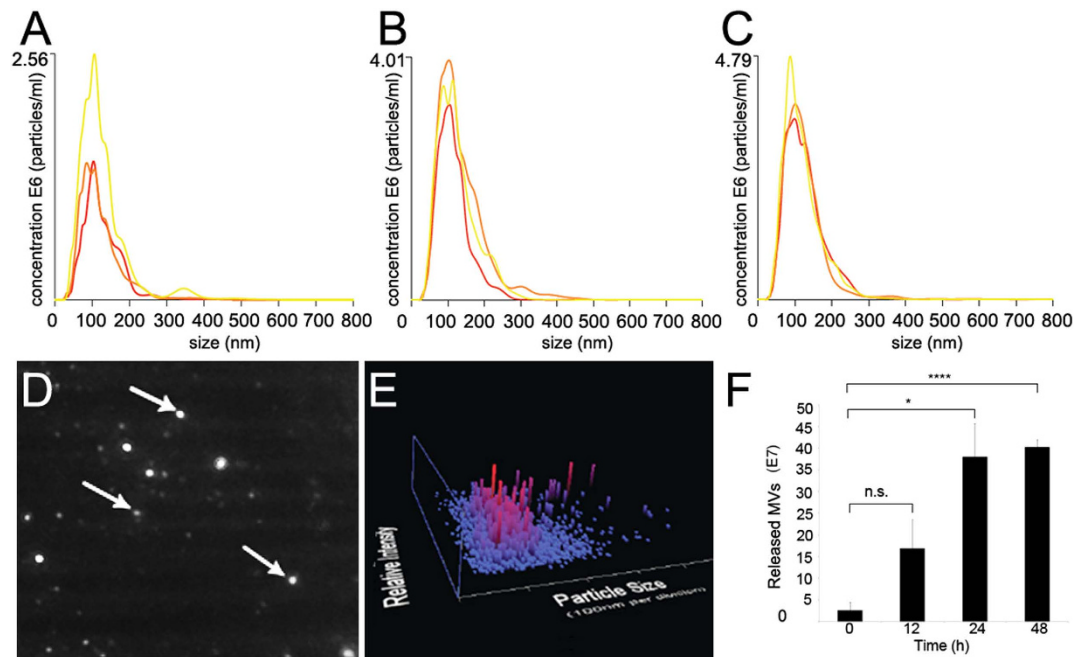 A
2.56
concentration E6 (particles/ml)
0 100 200 300 400 500 600 700 800
size (nm)
B
4.01
concentration E6 (particles/ml)
0 100 200 300 400 500 600 700 800
size (nm)
C
4.79
concentration E6 (particles/ml)
0 100 200 300 400 500 600 700 800
size (nm)
D
E
Relative Intensity
Particle Size
(100nm per division)
F
****
*
n.s.
Released MVs (E7)
50
45
40
35
30
25
20
15
10
5
0
0 12 24 48
Time (h)